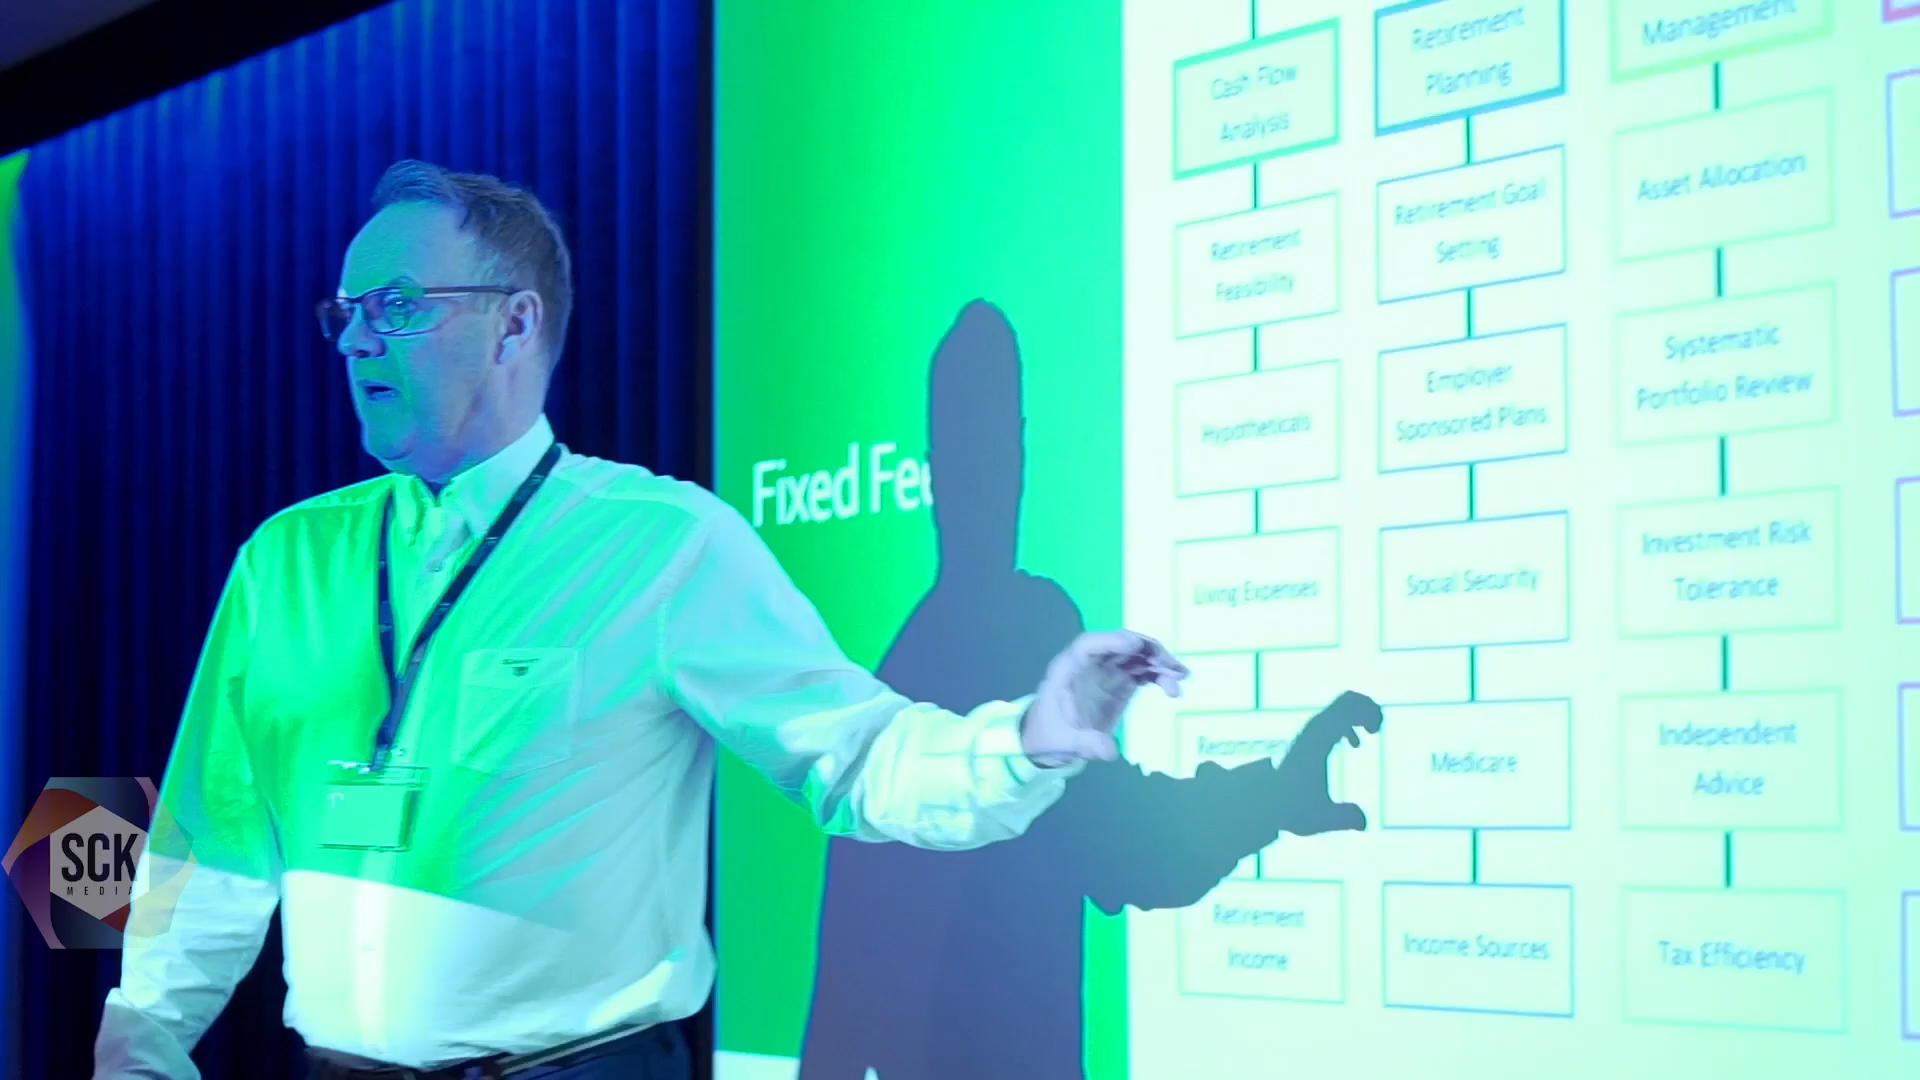 Cash Flow
Analysis
Retirement
Feasibility
Hypotheticals
Living Expenses
Retirement
Income
Retirement
Planning
Retirement Goal
Setting
Employer
Sponsored Plans
Social Security
Medicare
Income Sources
Management
Asset Allocation
Systematic
Portfolio Review
Investment Risk
Tolerance
Independent
Advice
Tax Efficiency
Fixed Fee
SCK
MEDIA